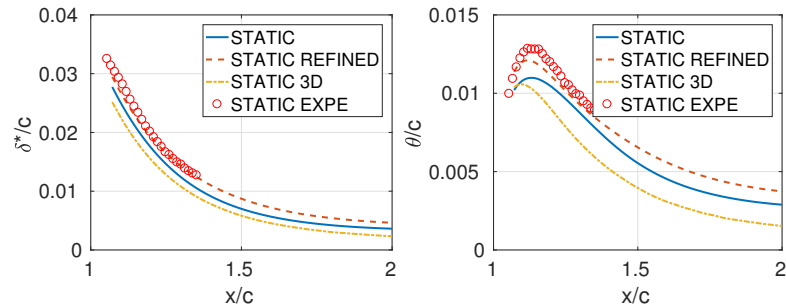 0.04
0.03
0.02
0.01
0
1
1.5
2
x/c
δ*/c
STATIC
STATIC REFINED
STATIC 3D
STATIC EXPE
0.015
0.01
0.005
0
1
1.5
2
x/c
θ/c
STATIC
STATIC REFINED
STATIC 3D
STATIC EXPE